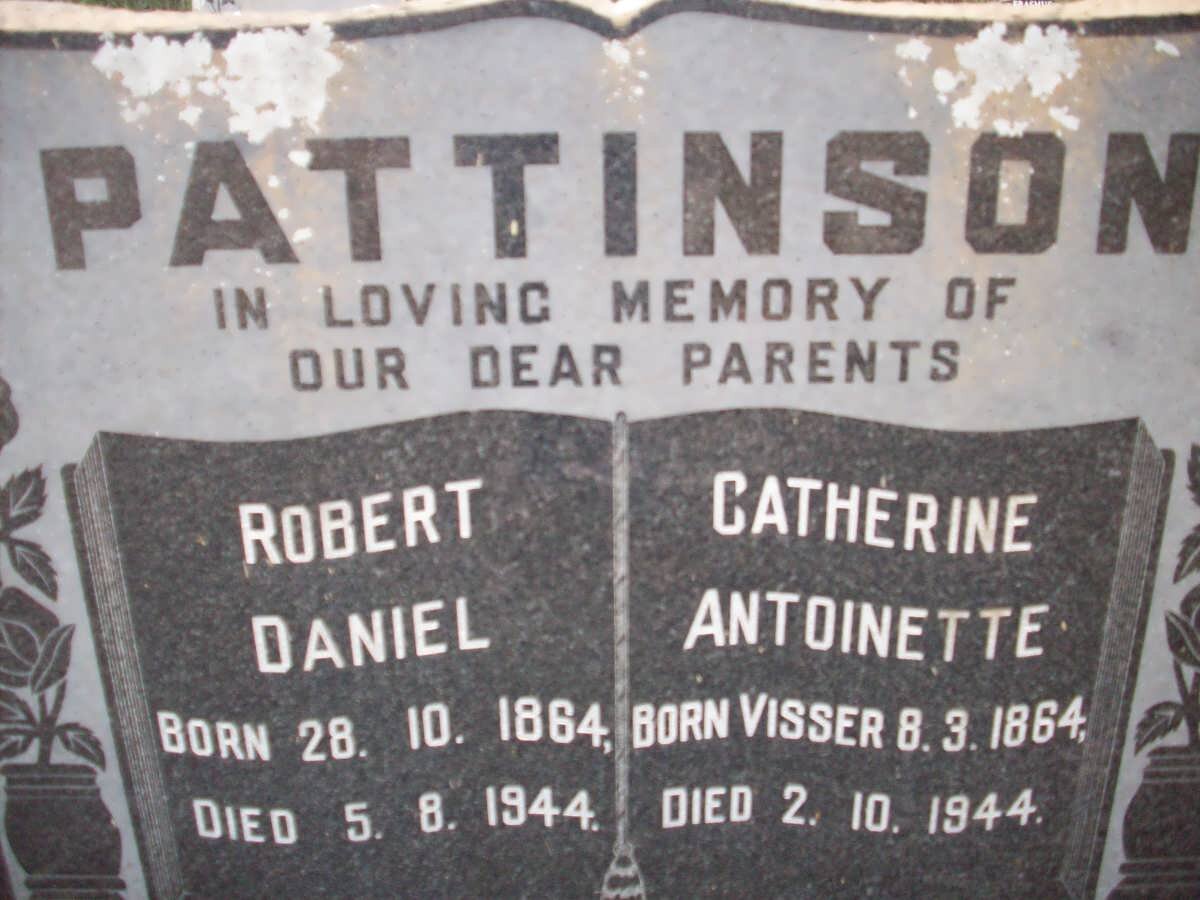 PATTINSON
IN LOVING MEMORY OF
OUR DEAR PARENTS
ROBERT
DANIEL
BORN 28. 10. 1864,
DIED 5. 8. 1944.
CATHERINE
ANTOINETTE
BORN VISSER 8. 3. 1864,
DIED 2. 10. 1944.